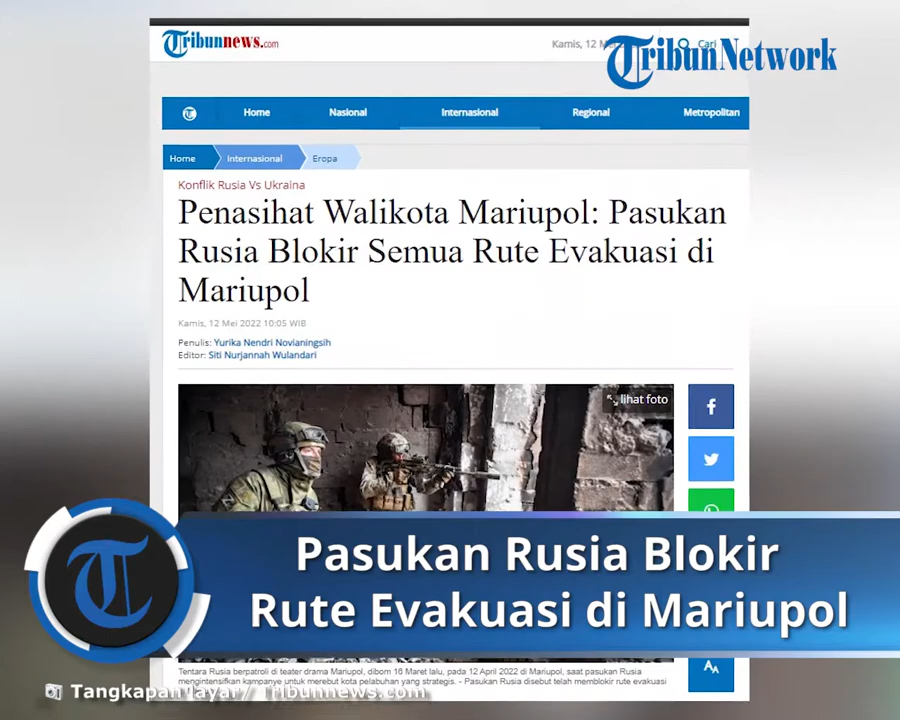 Tribunnews.com
Kamis, 12 Me
Cari
TribunNetwork
Home Nasional Internasional Regional Metropolitan
Home Internasional Eropa
Konflik Rusia Vs Ukraina
Penasihat Walikota Mariupol: Pasukan
Rusia Blokir Semua Rute Evakuasi di
Mariupol
Kamis, 12 Mei 2022 10:05 WIB
Penulis: Yurika Nendri Novianingsih
Editor: Siti Nurjannah Wulandari
lihat foto
Pasukan Rusia Blokir
Rute Evakuasi di Mariupol
Tentara Rusia berpatroli di teater drama Mariupol, dibom 16 Maret lalu, pada 12 April 2022 di Mariupol, saat pasukan Rusia
mengintensifkan kampanye untuk merebut kota pelabuhan yang strategis. - Pasukan Rusia disebut telah memblokir rute evakuasi
AA
Tangkapan layar / Tribunnews.com